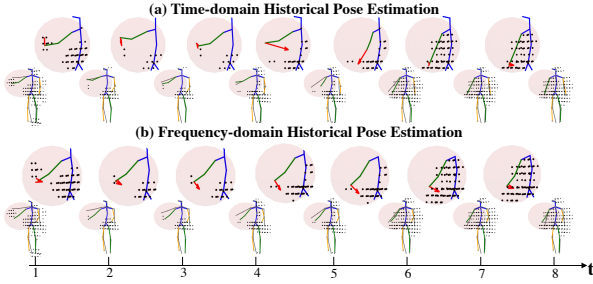 (a) Time-domain Historical Pose Estimation
(b) Frequency-domain Historical Pose Estimation
1 2 3 4 5 6 7 8 t